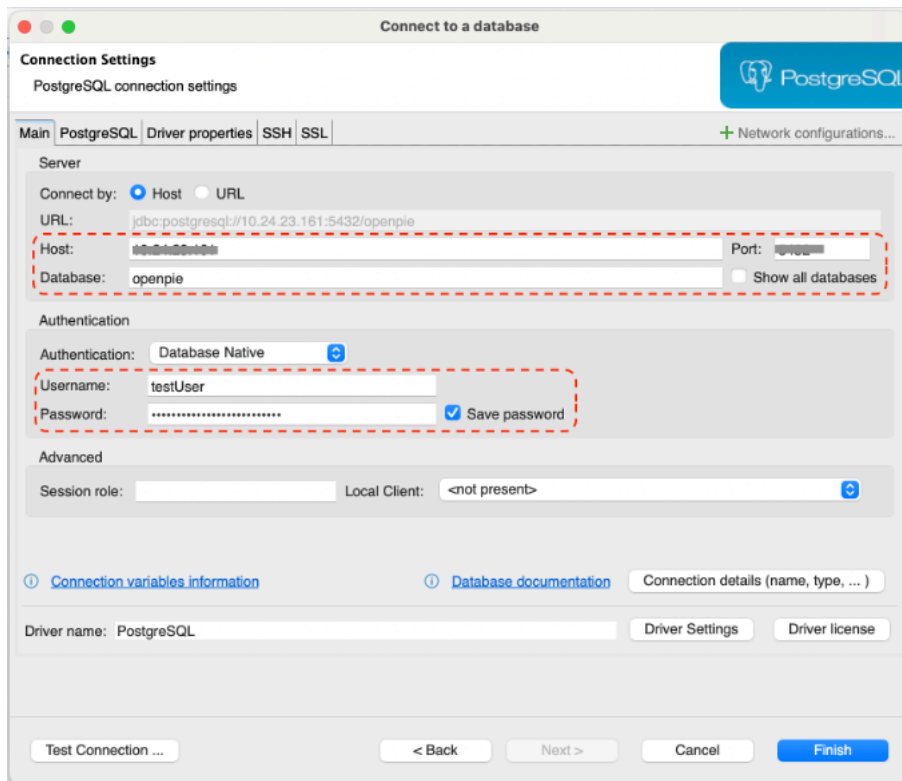 Connect to a database
Connection Settings
PostgreSQL connection settings
PostgreSQL
Main PostgreSQL Driver properties SSH SSL + Network configurations...
Server
Connect by: Host URL
URL: jdbc:postgresql://10.24.23.161:5432/openpie
Host: Port:
Database: openpie Show all databases
Authentication
Authentication: Database Native
Username: testUser
Password: •••••••••••••••••••••••••• Save password
Advanced
Session role: Local Client: <not present>
Connection variables information Database documentation Connection details (name, type, ... )
Driver name: PostgreSQL Driver Settings Driver license
Test Connection ... < Back Next > Cancel Finish